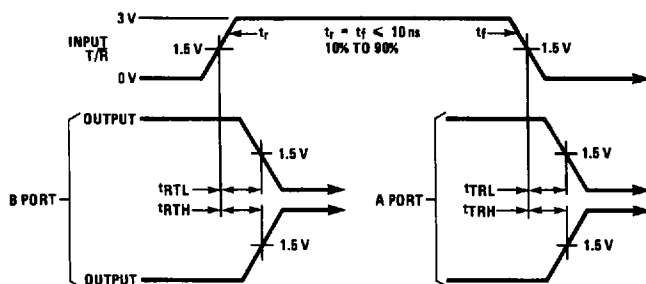 3 V
INPUT
T/R̅
1.5 V
0 V
tr
tr = tf ≤ 10 ns
10% TO 90%
tf
1.5 V
B PORT
OUTPUT
1.5 V
tRTL
tRTH
1.5 V
OUTPUT
A PORT
1.5 V
tTRL
tTRH
1.5 V